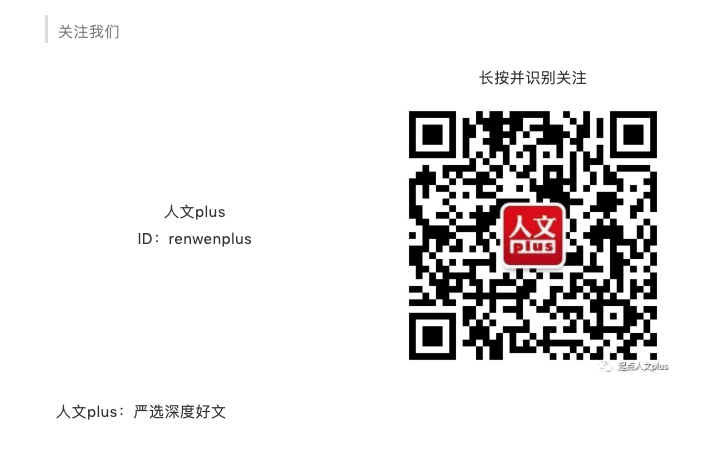 关注我们
长按并识别关注
人文plus
ID：renwenplus
人文
plus
起点人文plus
人文plus：严选深度好文